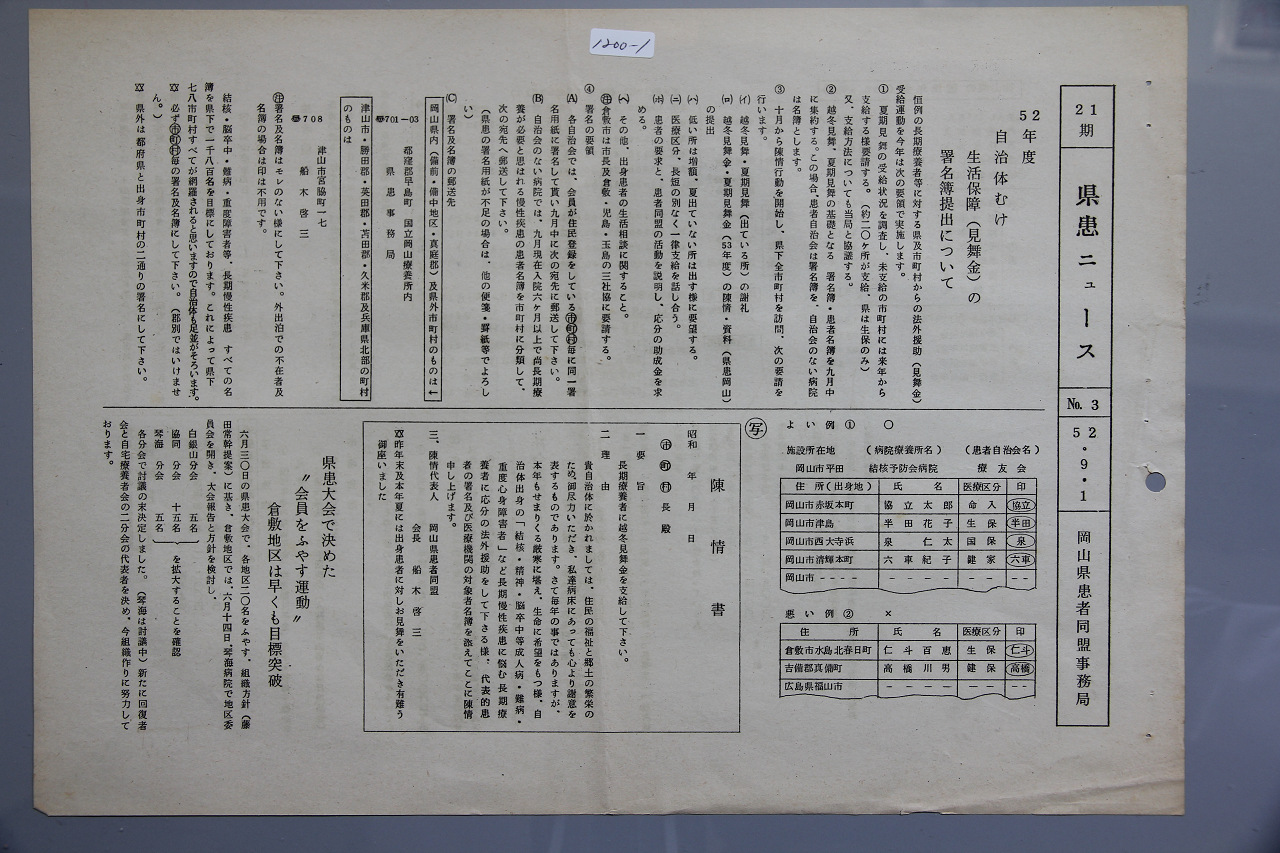 1200-1
21期
県患ニュース
No.3
52・9・1
岡山県患者同盟事務局
52年度
自治体むけ
生活保障（見舞金）の
署名簿提出について
恒例の長期療養者等に対する県及市町村からの法外援助（見舞金）
受給運動を今年は次の要領で実施します。
① 夏期見舞の受給状況を調査し、未支給の市町村には来年から
支給する様要請する。（約二〇ヶ所が支給、県は生保のみ）
又、支給方法についても当局と協議する。
② 越冬見舞、夏期見舞の基礎となる 署名簿・患者名簿を九月中
に集約する。この場合、患者自治会は署名簿を、自治会のない病院
は名簿とします。
③ 十月から陳情行動を開始し、県下全市町村を訪問、次の要請を
行います。
(イ) 越冬見舞・夏期見舞（出ている所）の謝礼
(ロ) 越冬見舞金・夏期見舞金（53年度）の陳情・資料（県患岡山）
の提出
(ハ) 低い所は増額、夏出ていない所は出す様に要望する。
(ニ) 医療区分、長短の別なく一律支給を話し合う。
(ホ) 患者の要求と、患者同盟の活動を説明し、応分の助成金を求
める。
(ヘ) その他、出身患者の生活相談に関すること。
㊟倉敷市は市長及倉敷・児島・玉島の三社協に要請する。
④ 署名の要領
(A) 各自治会では、会員が住民登録をしている市町村毎に同一署
名用紙に署名して貰い九月中に次の宛先に郵送して下さい。
(B) 自治会のない病院では、九月現在入院六ヶ月以上で尚長期療
養が必要と思はれる慢性疾患の患者名簿を市町村に分類して、
次の宛先へ郵送して下さい。
（県患の署名用紙が不足の場合は、他の便箋・罫紙等でよろし
い）
(C) 署名及名簿の郵送先
岡山県内（備前・備中地区・真庭郡）及県外市町村のものは↓
〒701-03
都窪郡早島町 国立岡山療養所内
県患事務局
津山市・勝田郡・英田郡・苫田郡・久米郡及兵庫県北部の町村
のものは
〒708
津山市宮脇町一七
船木啓三
㊟署名及名簿はモレのない様にして下さい。外出泊での不在者及
名簿の場合は印は不用です。
結核・脳卒中・難病・重度障害者等、長期慢性疾患 すべての名
簿を県下で一千八百名を目標にしております。これによって県下
七八市町村すべてが網羅されると思いますので自治体も足並がそろいます。
必ず市町村毎の署名及名簿にして下さい。（郡別ではいけませ
ん。）
県外は都府県と出身市町村の二通りの署名にして下さい。
よい例① ○
施設所在地 （病院療養所名） （患者自治会名）
岡山市平田 結核予防会病院 療友会
住所（出身地） 氏名 医療区分 印
岡山市赤坂本町 協立太郎 命入 協立
岡山市津島 半田花子 生保 半田
岡山市西大寺浜 泉仁太 国保 泉
岡山市清輝本町 六車紀子 健家 六車
岡山市---- --- -- --
悪い例② ×
住所 氏名 医療区分 印
倉敷市水島北春日町 仁斗百恵 生保 仁斗
吉備郡真備町 高橋川男 健保 高橋
広島県福山市 ---- -- --
写
陳情書
昭和 年 月 日
市町村長殿
一 要旨
長期療養者に越冬見舞金を支給して下さい。
二 理由
貴自治体に於かれましては、住民の福祉と郷土の繁栄の
ため御尽力いただき、私達病床にあっても心より謝意を
表するものであります。さて毎年の事ではありますが、
本年もせまりくる厳寒に堪え、生命に希望をもつ様、自
治体出身の「結核・精神・脳卒中等成人病・難病・
重度心身障害者」など長期慢性疾患に悩む長期療
養者に応分の法外援助をして下さる様、代表的患
者の署名及び医療機関の対象者名簿を添えてことに陳情
申し上げます。
三、陳情代表人 岡山県患者同盟
会長 船木啓三
昨年末及び本年夏には出身患者に対しお見舞をいただき有難う
御座いました
県患大会で決めた
〝会員をふやす運動〟
倉敷地区は早くも目標突破
六月三〇日の県患大会で、各地区二〇名をふやす、組織方針（藤
田常幹提案）に基き、倉敷地区では、六月十四日・琴海病院で地区委
員会を開き、大会報告と方針を検討し、
白銀山分会 五名
協同 分会 十五名 を拡大することを確認
琴海 分会 五名
各分会で討議の末決定しました。（琴海は討議中）新たに回復者
会と自宅療養者会の二分会の代表者を決め、今組織作りに努力して
おります。